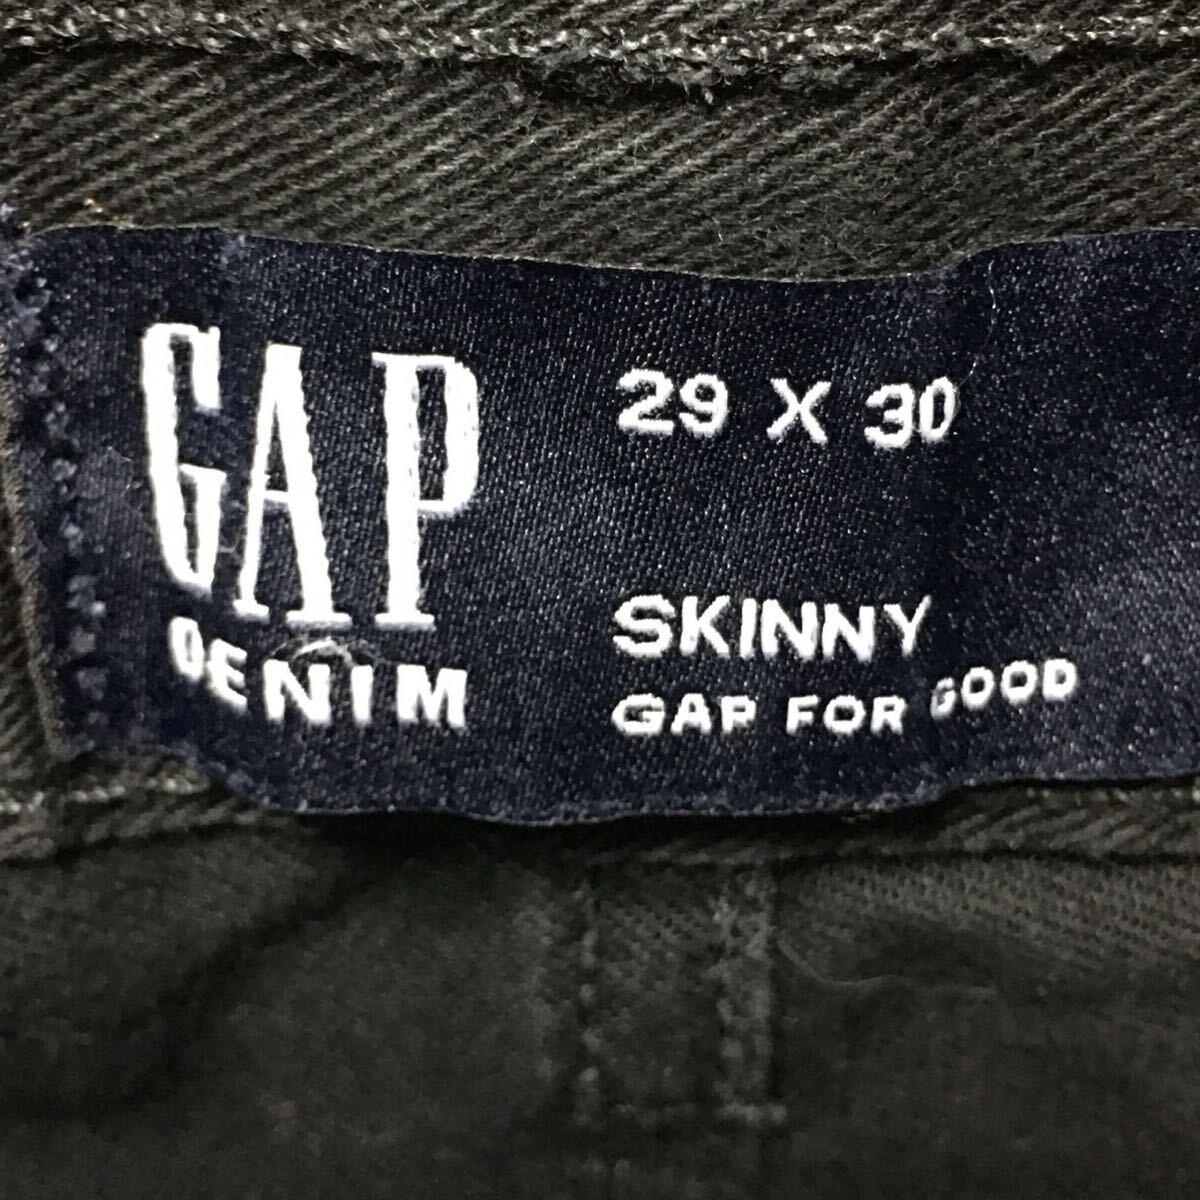 GAP
DENIM
29 X 30
SKINNY
GAP FOR GOOD